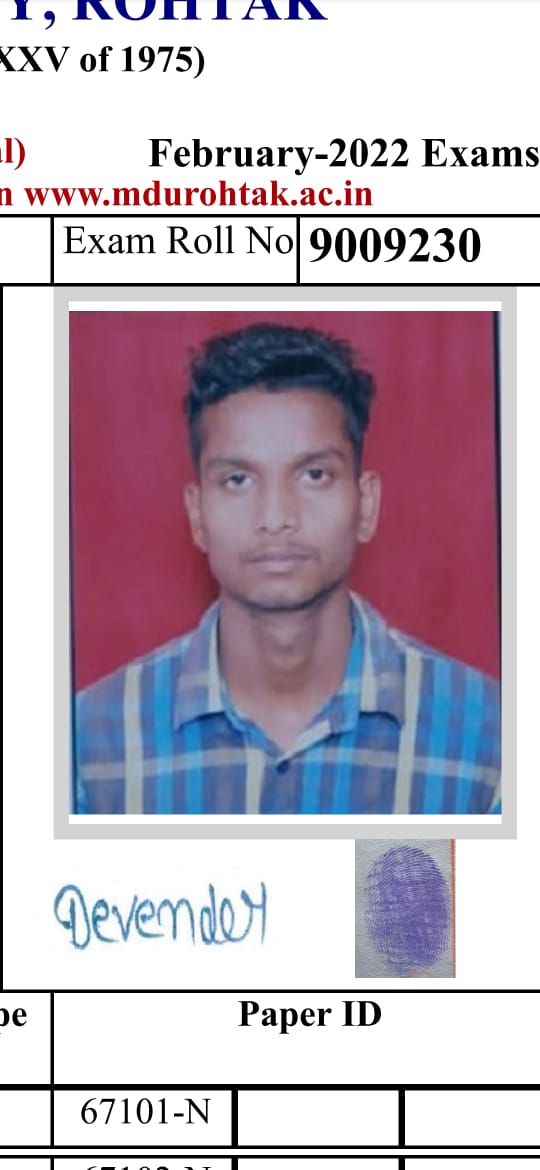 Y, ROHTAK
XXV of 1975)
al) February-2022 Exams
n www.mdurohtak.ac.in
Exam Roll No 9009230
Devender
pe Paper ID
67101-N